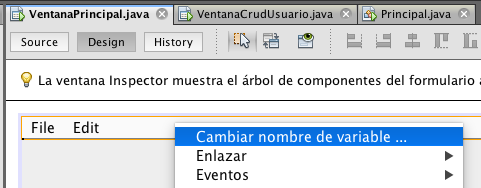 VentanaPrincipal.java VentanaCrudUsuario.java Principal.java
Source Design History
La ventana Inspector muestra el árbol de componentes del formulario
File Edit
Cambiar nombre de variable ...
Enlazar
Eventos